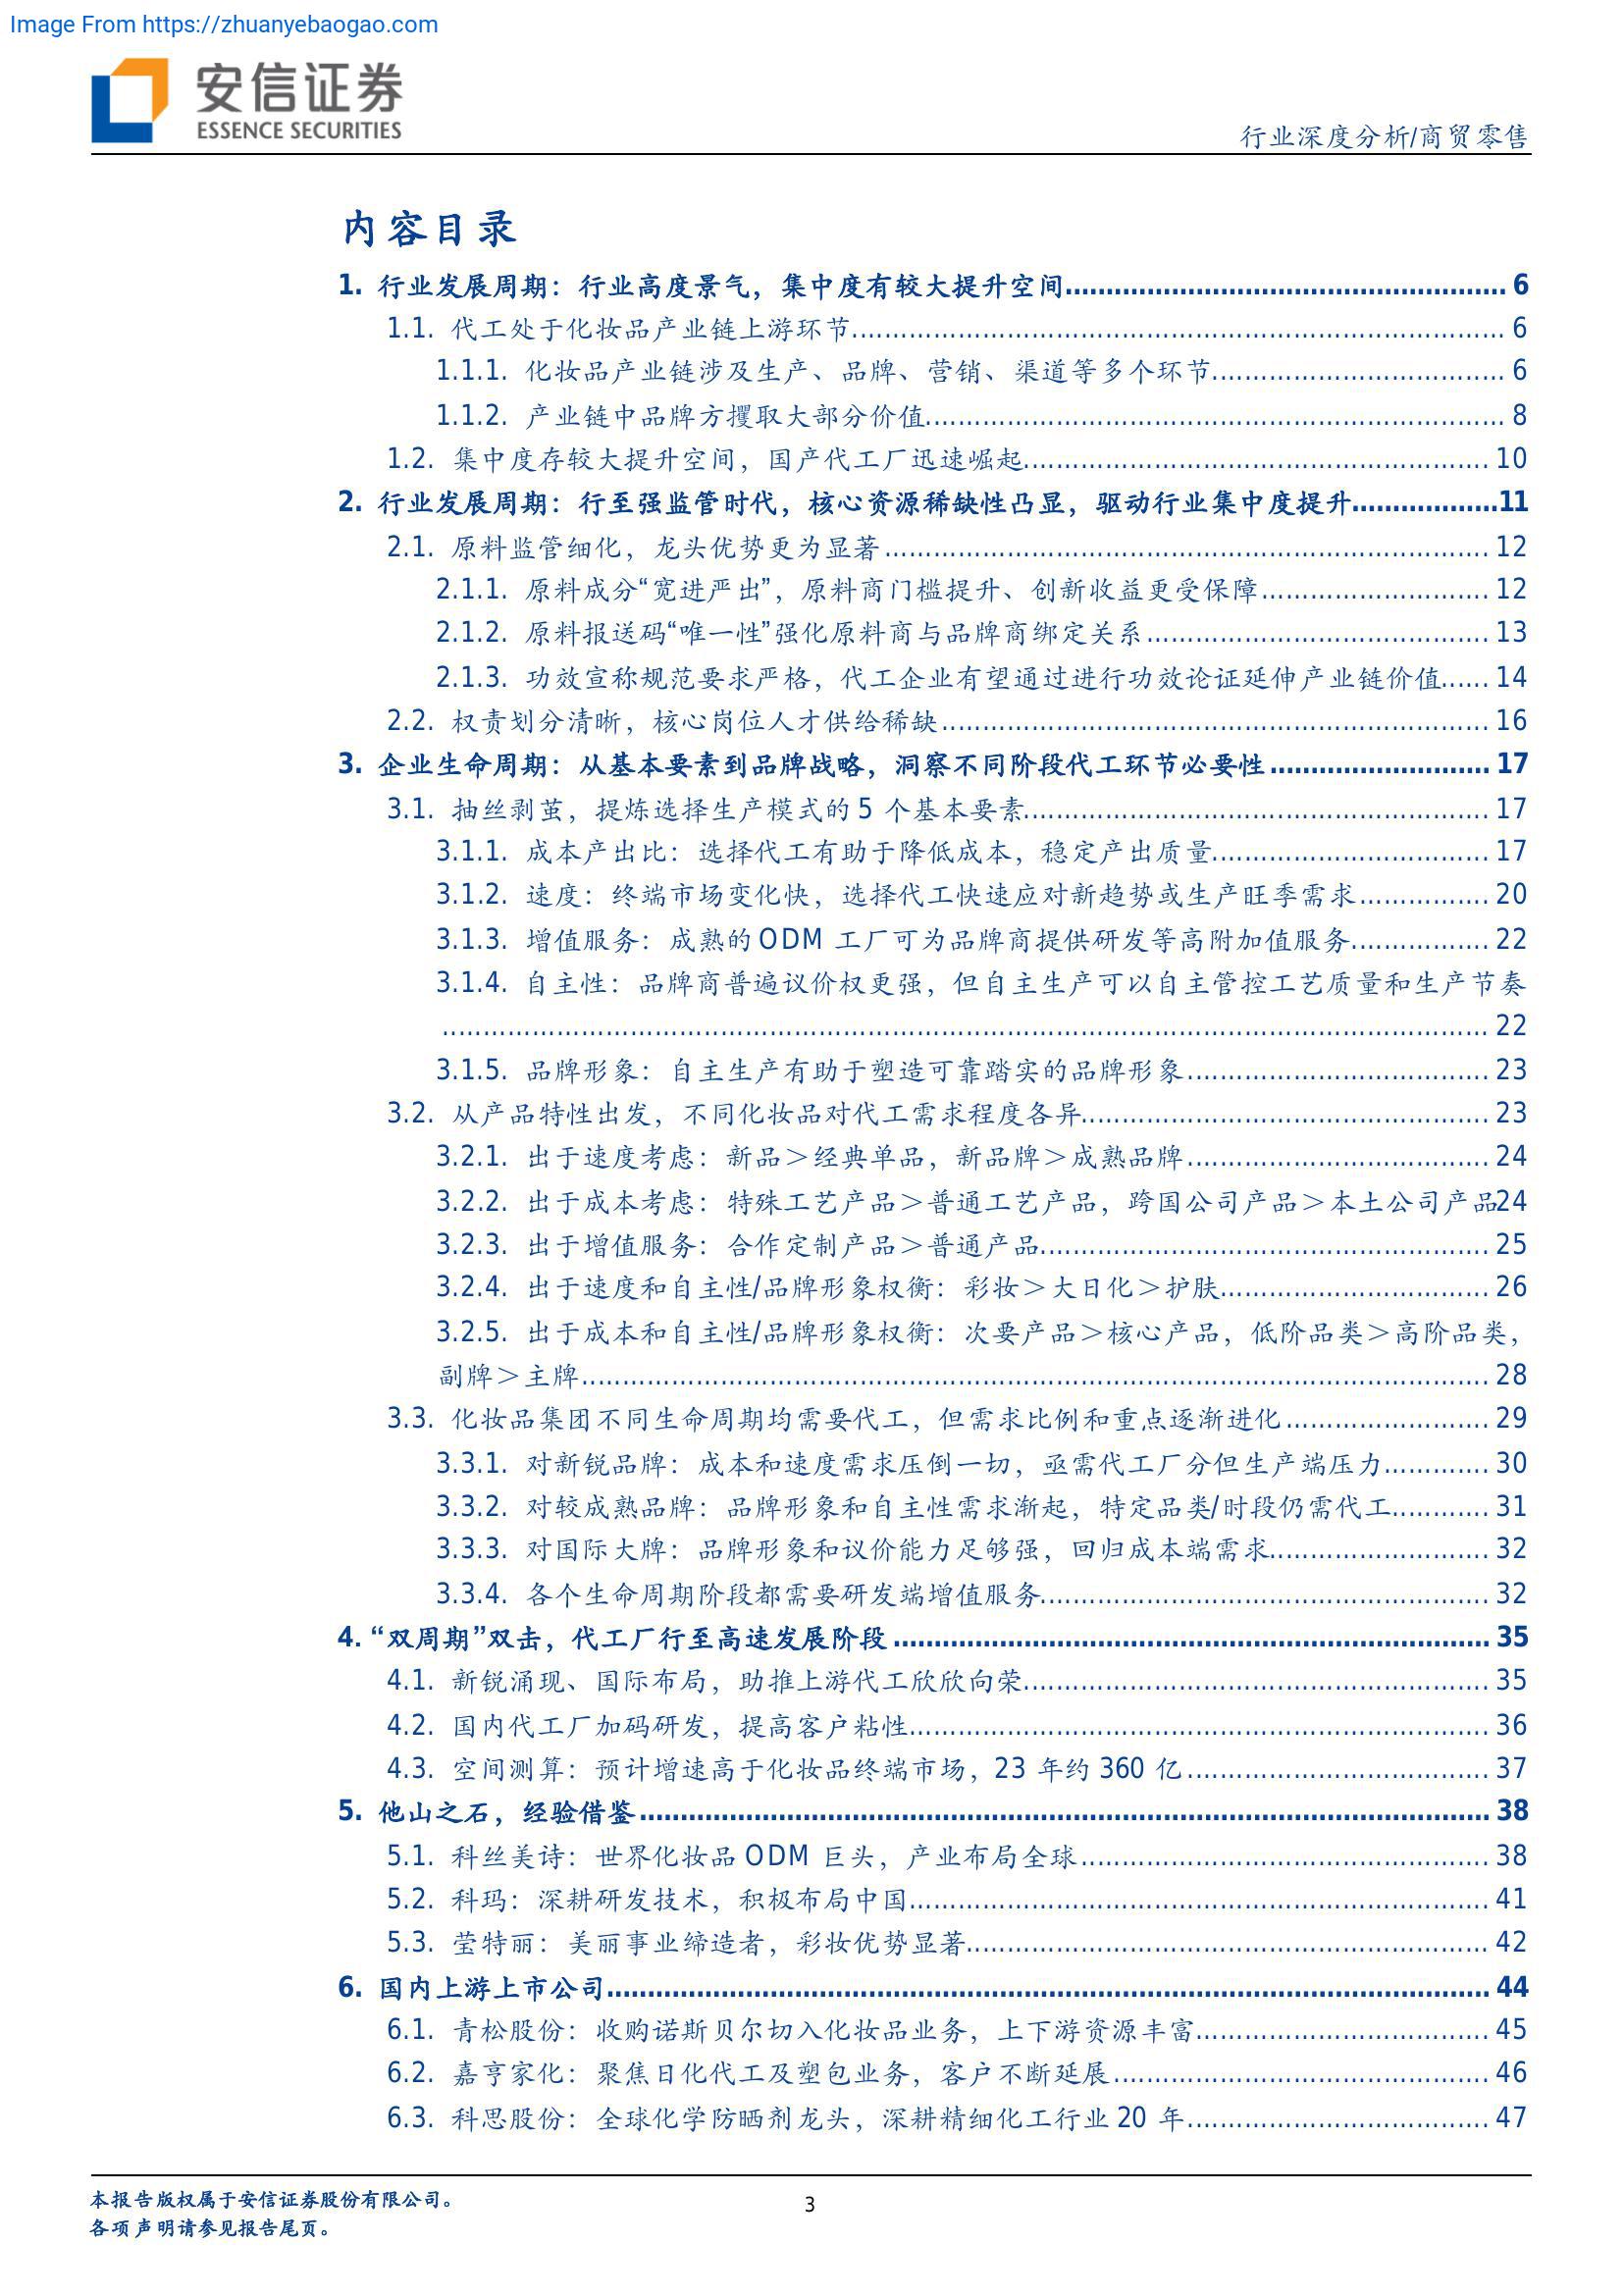 Image From https://zhuanyebaogao.com
安信证券
ESSENCE SECURITIES
行业深度分析/商贸零售
内容目录
1. 行业发展周期：行业高度景气，集中度有较大提升空间 6
1.1. 代工处于化妆品产业链上游环节 6
1.1.1. 化妆品产业链涉及生产、品牌、营销、渠道等多个环节 6
1.1.2. 产业链中品牌方攫取大部分价值 8
1.2. 集中度存较大提升空间，国产代工厂迅速崛起 10
2. 行业发展周期：行至强监管时代，核心资源稀缺性凸显，驱动行业集中度提升 11
2.1. 原料监管细化，龙头优势更为显著 12
2.1.1. 原料成分“宽进严出”，原料商门槛提升、创新收益更受保障 12
2.1.2. 原料报送码“唯一性”强化原料商与品牌商绑定关系 13
2.1.3. 功效宣称规范要求严格，代工企业有望通过进行功效论证延伸产业链价值 14
2.2. 权责划分清晰，核心岗位人才供给稀缺 16
3. 企业生命周期：从基本要素到品牌战略，洞察不同阶段代工环节必要性 17
3.1. 抽丝剥茧，提炼选择生产模式的 5 个基本要素 17
3.1.1. 成本产出比：选择代工有助于降低成本，稳定产出质量 17
3.1.2. 速度：终端市场变化快，选择代工快速应对新趋势或生产旺季需求 20
3.1.3. 增值服务：成熟的 ODM 工厂可为品牌商提供研发等高附加值服务 22
3.1.4. 自主性：品牌商普遍议价权更强，但自主生产可以自主管控工艺质量和生产节奏
22
3.1.5. 品牌形象：自主生产有助于塑造可靠踏实的品牌形象 23
3.2. 从产品特性出发，不同化妆品对代工需求程度各异 23
3.2.1. 出于速度考虑：新品＞经典单品，新品牌＞成熟品牌 24
3.2.2. 出于成本考虑：特殊工艺产品＞普通工艺产品，跨国公司产品＞本土公司产品24
3.2.3. 出于增值服务：合作定制产品＞普通产品 25
3.2.4. 出于速度和自主性/品牌形象权衡：彩妆＞大日化＞护肤 26
3.2.5. 出于成本和自主性/品牌形象权衡：次要产品＞核心产品，低阶品类＞高阶品类，
副牌＞主牌 28
3.3. 化妆品集团不同生命周期均需要代工，但需求比例和重点逐渐进化 29
3.3.1. 对新锐品牌：成本和速度需求压倒一切，亟需代工厂分但生产端压力 30
3.3.2. 对较成熟品牌：品牌形象和自主性需求渐起，特定品类/时段仍需代工 31
3.3.3. 对国际大牌：品牌形象和议价能力足够强，回归成本端需求 32
3.3.4. 各个生命周期阶段都需要研发端增值服务 32
4. “双周期”双击，代工厂行至高速发展阶段 35
4.1. 新锐涌现、国际布局，助推上游代工欣欣向荣 35
4.2. 国内代工厂加码研发，提高客户粘性 36
4.3. 空间测算：预计增速高于化妆品终端市场，23 年约 360 亿 37
5. 他山之石，经验借鉴 38
5.1. 科丝美诗：世界化妆品 ODM 巨头，产业布局全球 38
5.2. 科玛：深耕研发技术，积极布局中国 41
5.3. 莹特丽：美丽事业缔造者，彩妆优势显著 42
6. 国内上游上市公司 44
6.1. 青松股份：收购诺斯贝尔切入化妆品业务，上下游资源丰富 45
6.2. 嘉亨家化：聚焦日化代工及塑包业务，客户不断延展 46
6.3. 科思股份：全球化学防晒剂龙头，深耕精细化工行业 20 年 47
本报告版权属于安信证券股份有限公司。
3
各项声明请参见报告尾页。